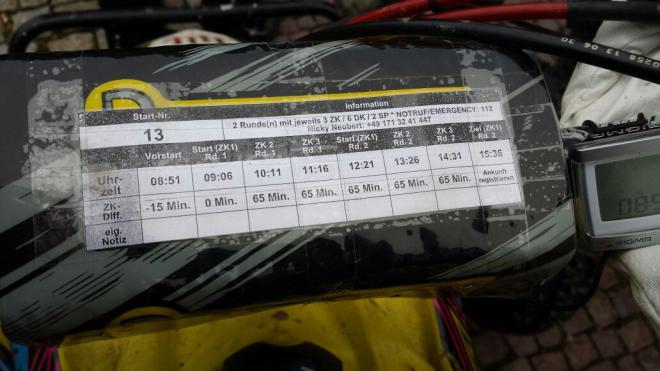 Information
Start-Nr.
13
2 Runde(n) mit jeweils 3 ZK / 6 DK / 2 SP * NOTRUF/EMERGENCY: 112
Nicky Neubert: +49 171 32 41 447
Vorstart Start (ZK1) Rd. 1 ZK 2 Rd. 1 ZK 3 Rd. 1 Start (ZK1) Rd. 2 ZK 2 Rd. 2 ZK 3 Rd. 2 Ziel (ZK1) Rd. 2
Uhr-zeit 08:51 09:06 10:11 11:16 12:21 13:26 14:31 15:36
ZK-Diff. -15 Min. 0 Min. 65 Min. 65 Min. 65 Min. 65 Min. 65 Min. Ankunft registrieren
eig. Notiz
SIGMA